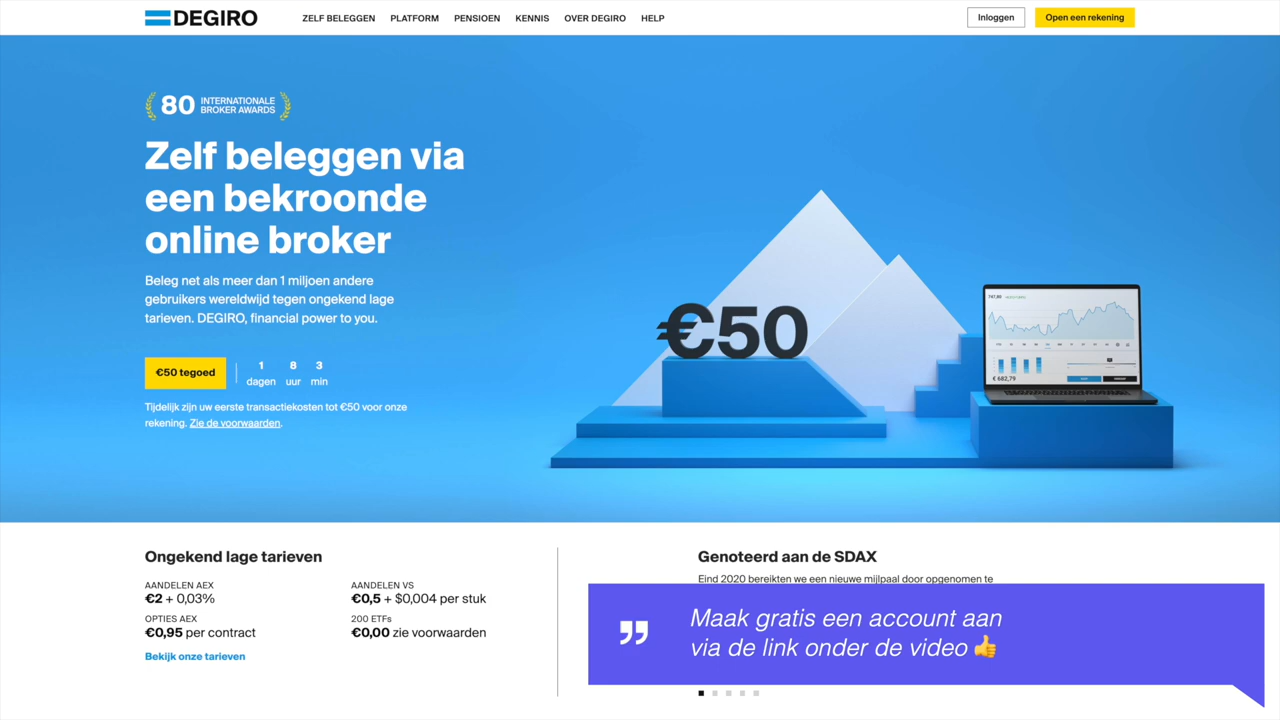 DEGIRO
ZELF BELEGGEN PLATFORM PENSIOEN KENNIS OVER DEGIRO HELP
Inloggen
Open een rekening
80 INTERNATIONALE
BROKER AWARDS
Zelf beleggen via
een bekroonde
online broker
Beleg net als meer dan 1 miljoen andere
gebruikers wereldwijd tegen ongekend lage
tarieven. DEGIRO, financial power to you.
€50 tegoed
1 8 3
dagen uur min
Tijdelijk zijn uw eerste transactiekosten tot €50 voor onze
rekening. Zie de voorwaarden.
€50
€ 682,79
Ongekend lage tarieven
AANDELEN AEX
€2 + 0,03%
AANDELEN VS
€0,5 + $0,004 per stuk
OPTIES AEX
€0,95 per contract
200 ETFs
€0,00 zie voorwaarden
Bekijk onze tarieven
Genoteerd aan de SDAX
Eind 2020 bereikten we een nieuwe mijlpaal door opgenomen te
Maak gratis een account aan
via de link onder de video 👍